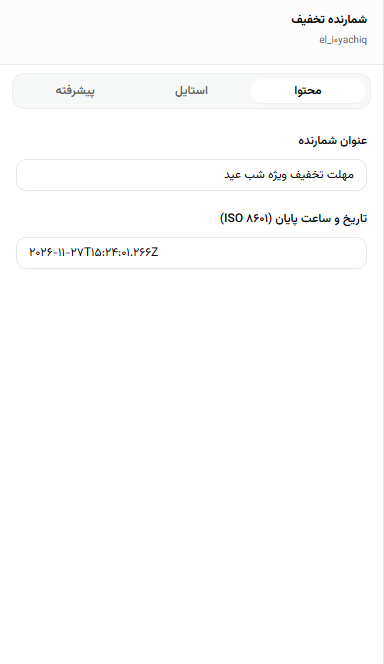 شمارنده تخفیف
el_i۰yachiq
محتوا
استایل
پیشرفته
عنوان شمارنده
مهلت تخفیف ویژه شب عید
تاریخ و ساعت پایان (ISO ۸۶۰۱)
۲۰۲۶-۱۱-۲۷T۱۵:۲۴:۰۱.۲۶۶Z